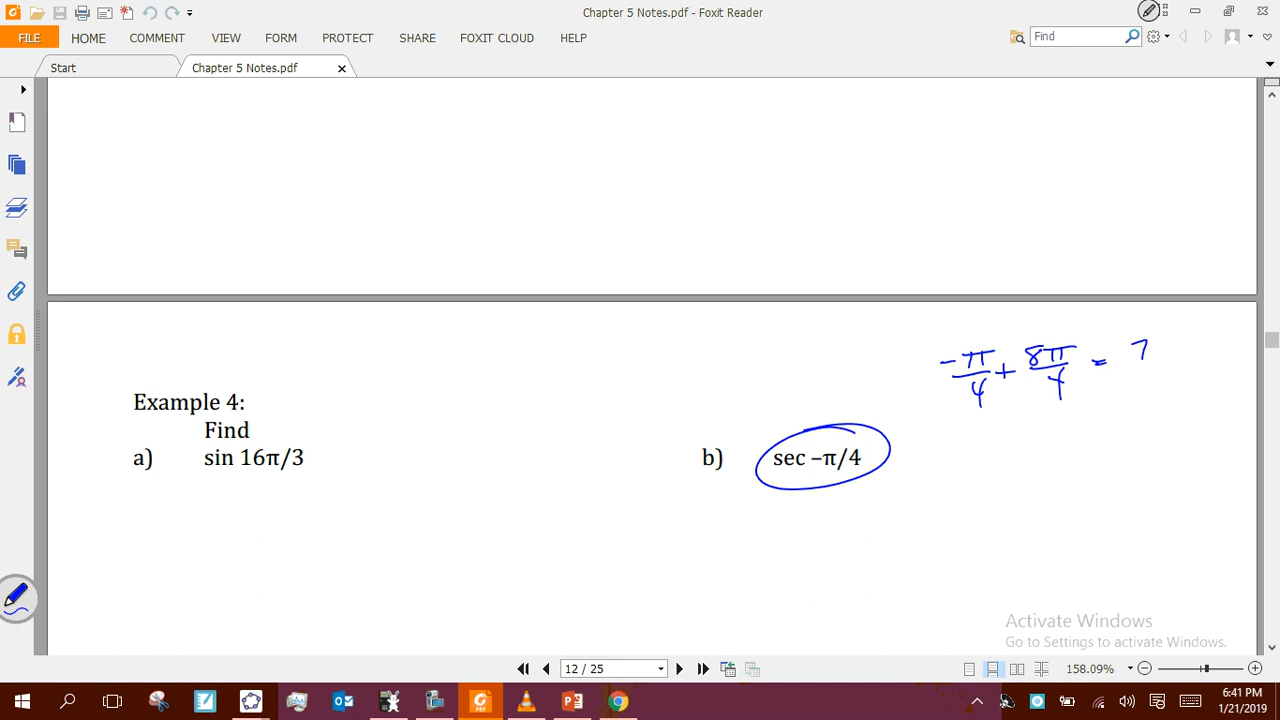 Chapter 5 Notes.pdf - Foxit Reader
FILE HOME COMMENT VIEW FORM PROTECT SHARE FOXIT CLOUD HELP Find
Start Chapter 5 Notes.pdf
-π/4 + 8π/4 = 7
Example 4:
Find
a) sin 16π/3 b) sec –π/4
Activate Windows
Go to Settings to activate Windows.
12 / 25 158.09%
6:41 PM
1/21/2019